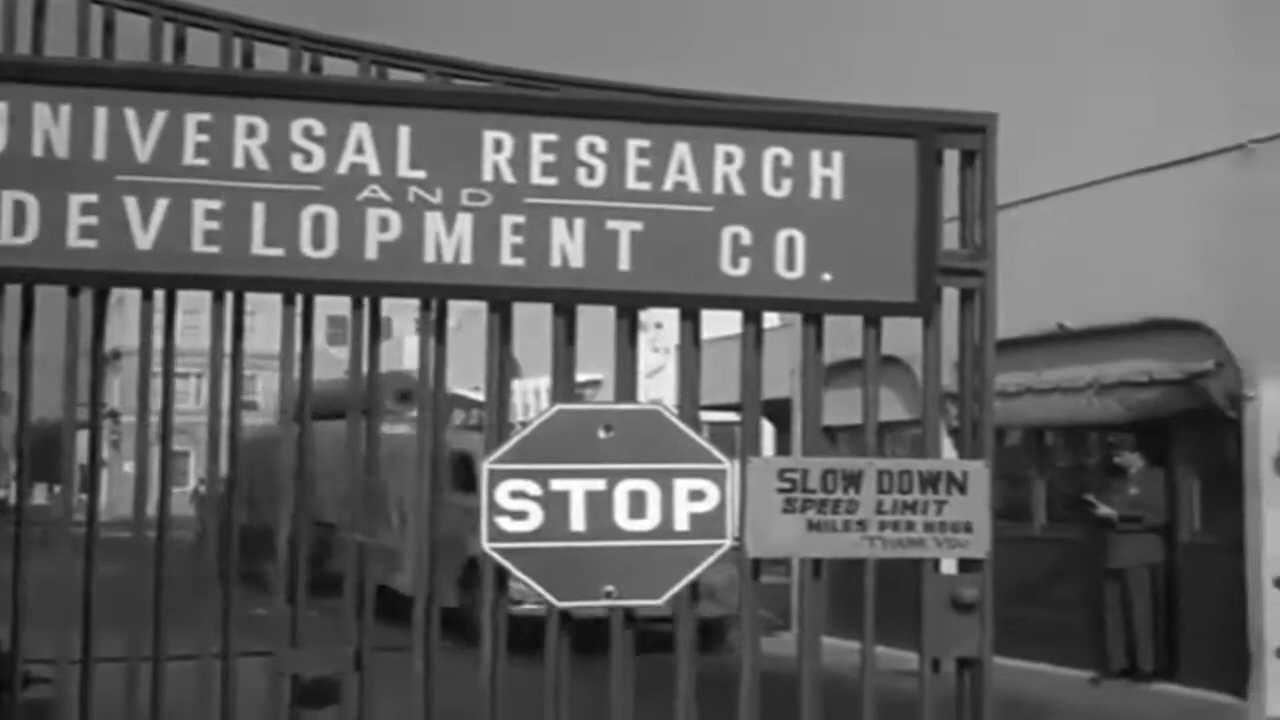 UNIVERSAL RESEARCH
AND
DEVELOPMENT CO.
STOP
SLOW DOWN
SPEED LIMIT
MILES PER HOUR
THANK YOU